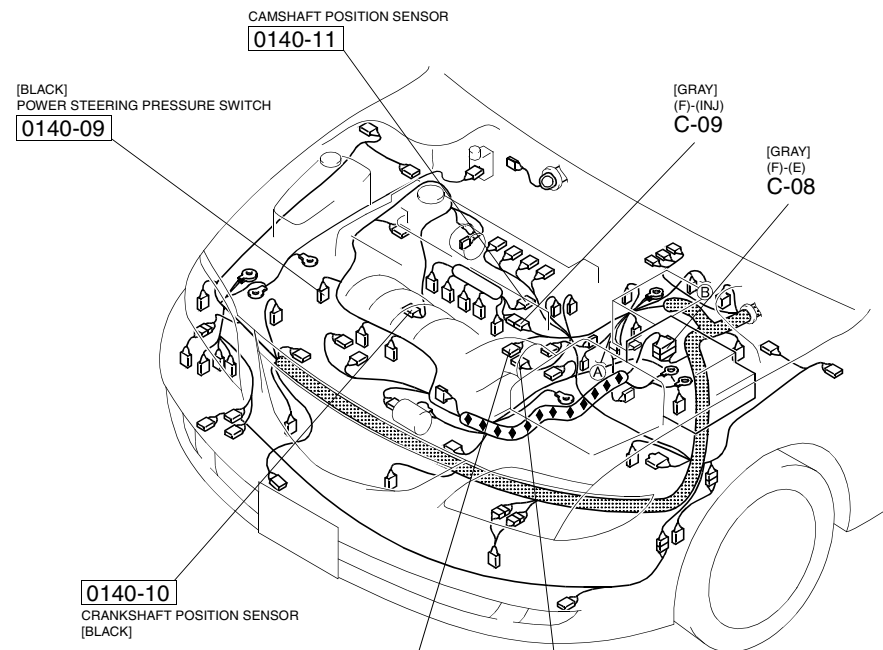 CAMSHAFT POSITION SENSOR
0140-11
[BLACK]
POWER STEERING PRESSURE SWITCH
0140-09
[GRAY]
(F)-(INJ)
C-09
[GRAY]
(F)-(E)
C-08
B
A
0140-10
CRANKSHAFT POSITION SENSOR
[BLACK]